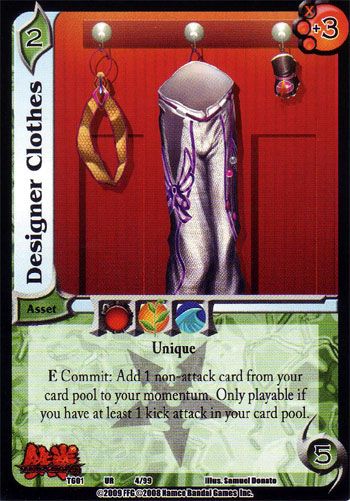 2
X
+3
Designer Clothes
Asset
Unique
E Commit: Add 1 non-attack card from your
card pool to your momentum. Only playable if
you have at least 1 kick attack in your card pool.
5
T601 UR 4/99 Illus. Samuel Donato
©2009 FFG ©2008 Namco Bandai Games Inc.